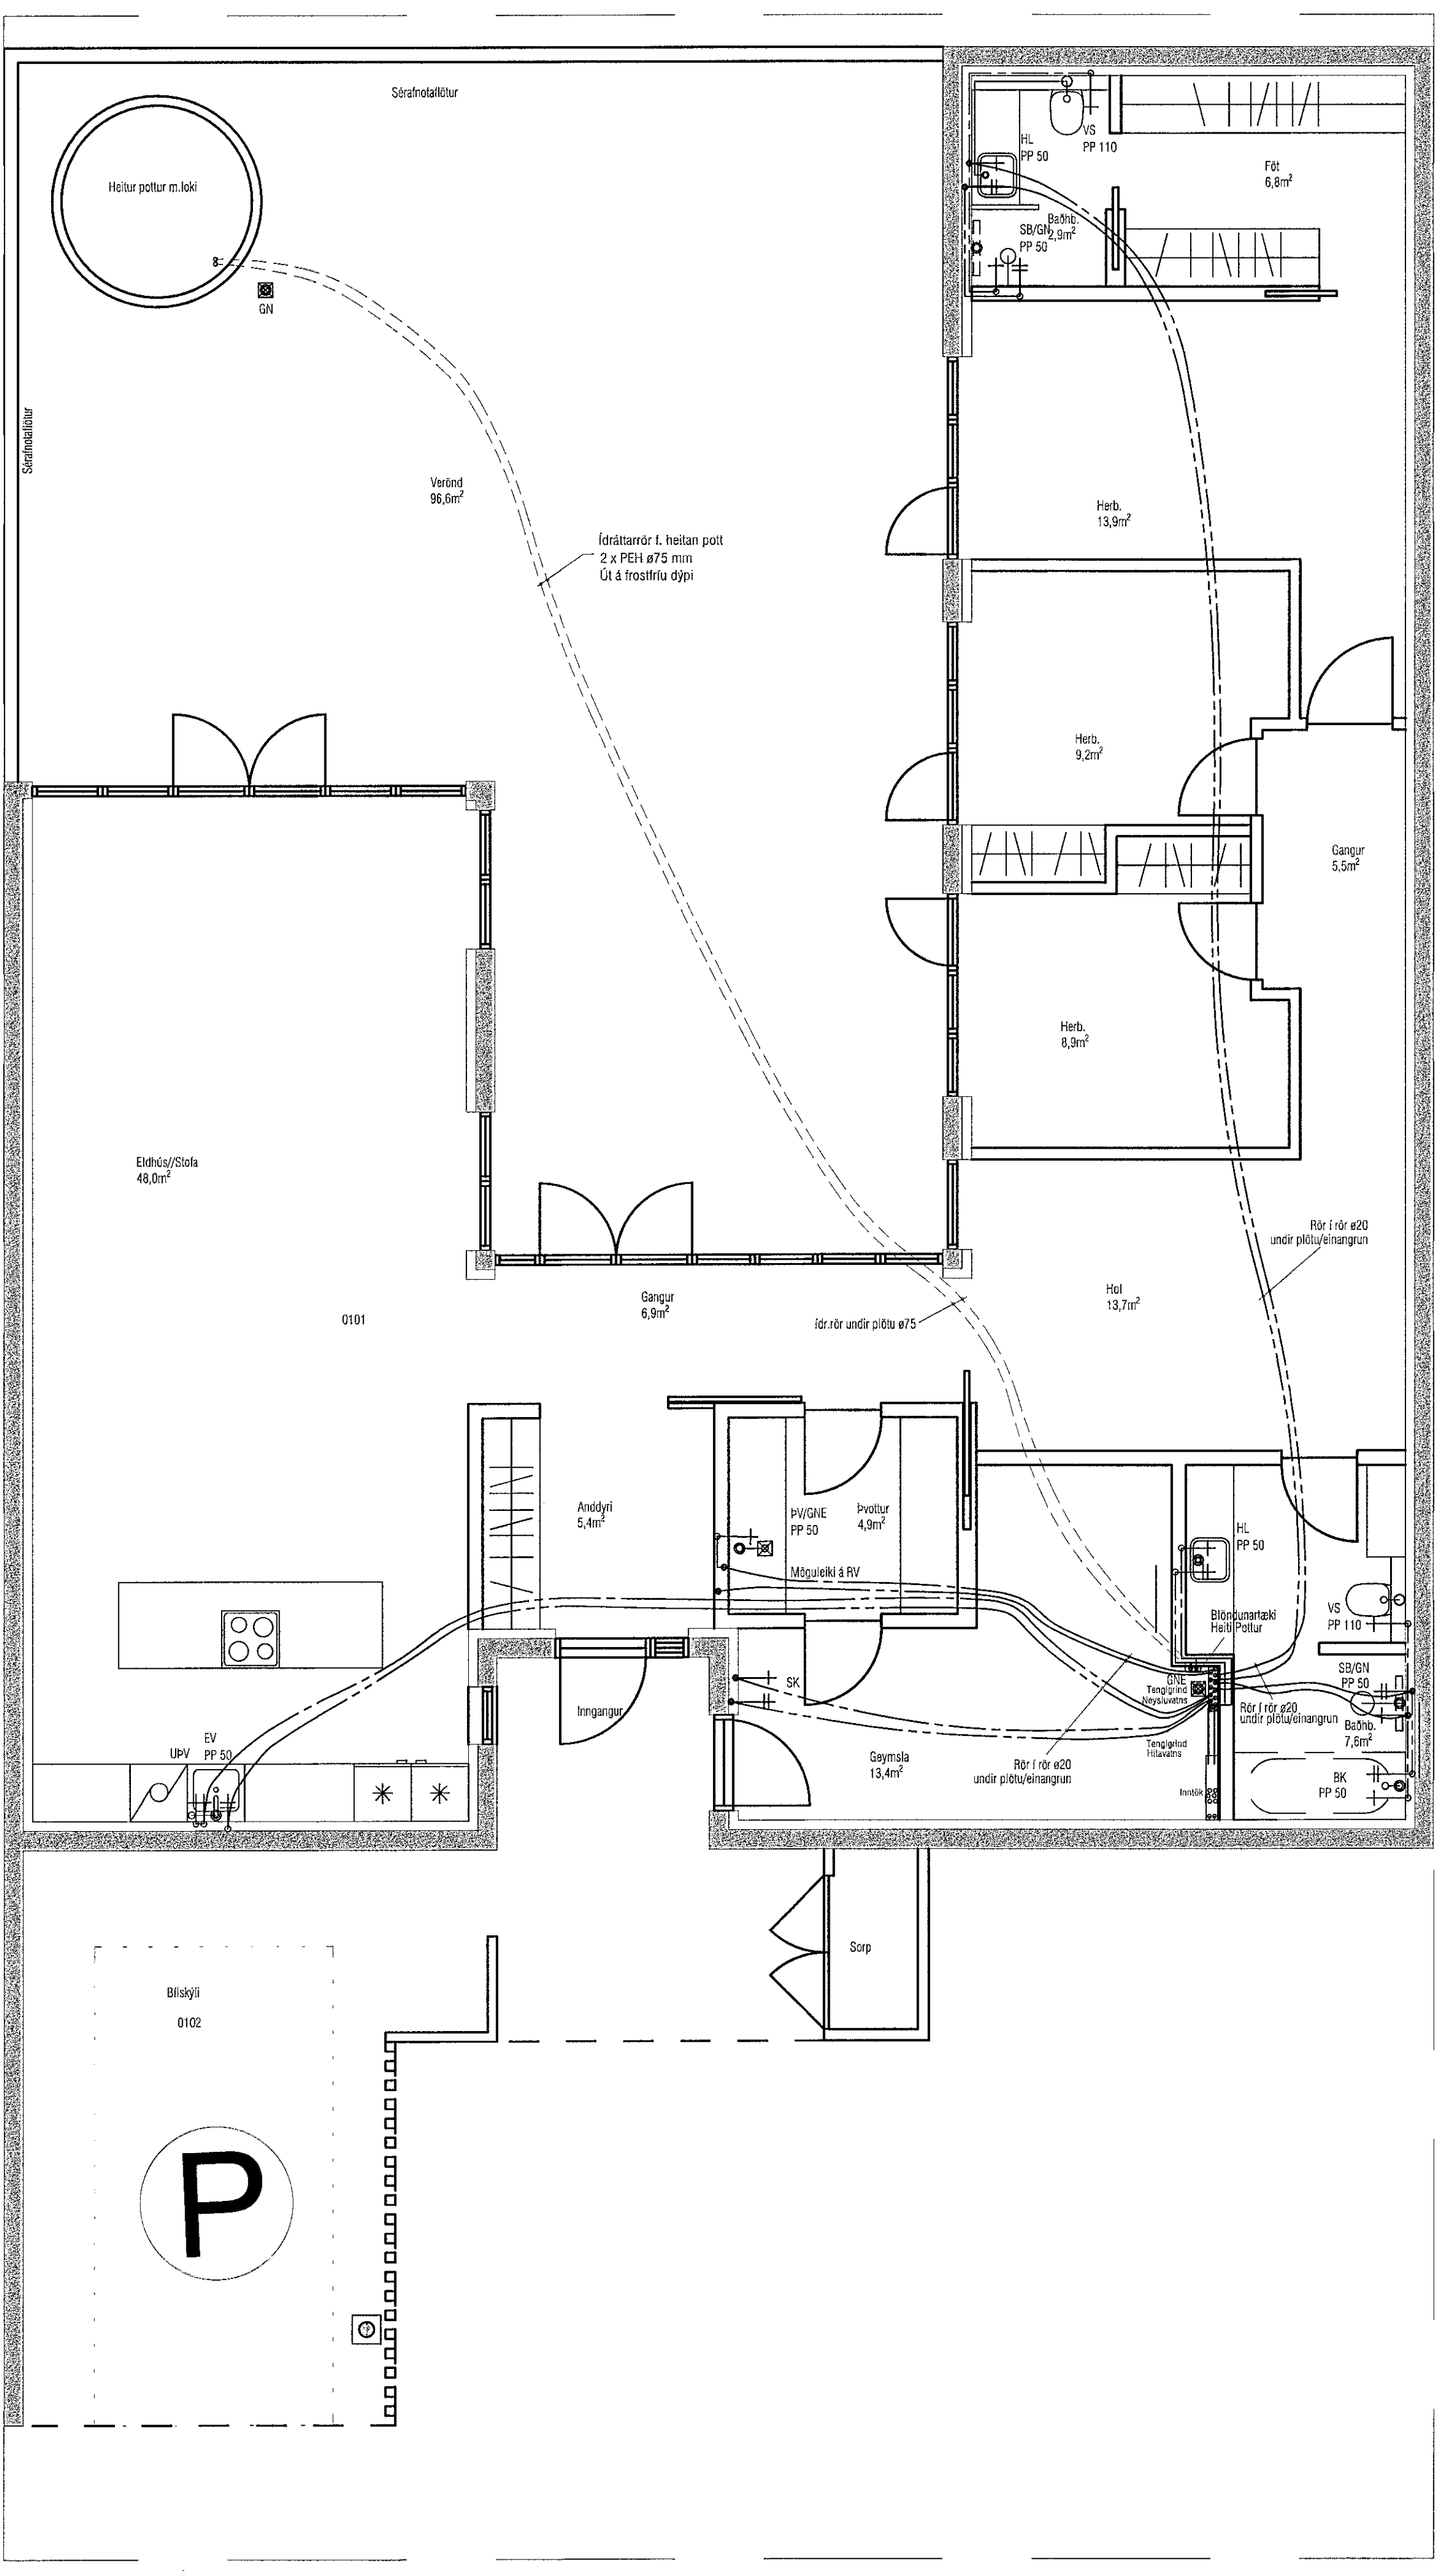 Sérafnotaflötur
Heitur pottur m.loki
GN
Sérafnotaflötur
Verönd
96,6m²
Ídráttarrör f. heitan pott
2 x PEH ø75 mm
Út á frostfríu dýpi
HL
PP 50
VS
PP 110
Föt
6,8m²
Baðhb.
2,9m²
SB/GN
PP 50
Herb.
13,9m²
Herb.
9,2m²
Gangur
5,5m²
Herb.
8,9m²
Eldhús//Stofa
48,0m²
Rör í rör ø20
undir plötu/einangrun
Hol
13,7m²
Gangur
6,9m²
ídr.rör undir plötu ø75
0101
Anddyri
5,4m²
ÞV/GNE
PP 50
Þvottur
4,9m²
Möguleiki á RV
HL
PP 50
Blöndunartæki
Heiti Pottur
VS
PP 110
SK
GNE
Tengigrind
Neysluvatns
SB/GN
PP 50
Rör í rör ø20
undir plötu/einangrun
Baðhb.
7,6m²
Inngangur
EV
PP 50
UÞV
Tengigrind
Hitavatns
Geymsla
13,4m²
Rör í rör ø20
undir plötu/einangrun
Inntök
BK
PP 50
Sorp
Bílskýli
0102
P